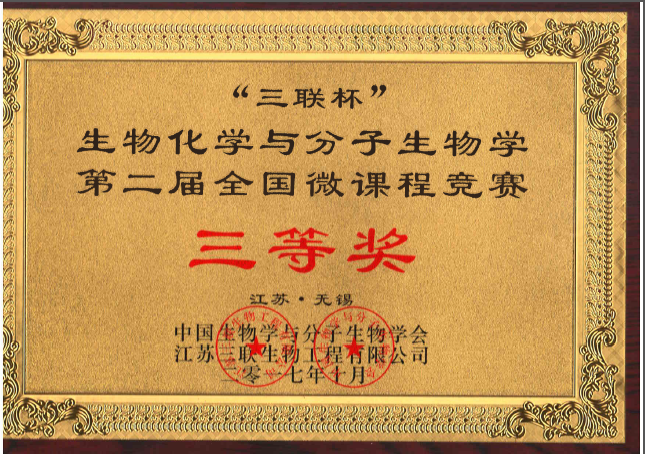 “三联杯”
生物化学与分子生物学
第二届全国微课程竞赛
三等奖
江苏·无锡
中国生物学与分子生物学会
江苏三联生物工程有限公司
二零一七年十月